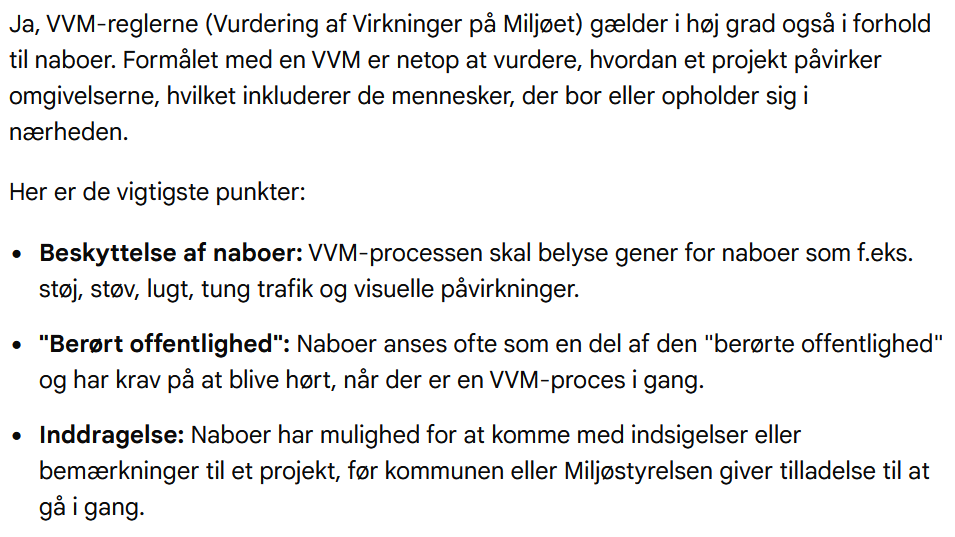 Ja, VVM-reglerne (Vurdering af Virkninger på Miljøet) gælder i høj grad også i forhold
til naboer. Formålet med en VVM er netop at vurdere, hvordan et projekt påvirker
omgivelserne, hvilket inkluderer de mennesker, der bor eller opholder sig i
nærheden.
Her er de vigtigste punkter:
• Beskyttelse af naboer: VVM-processen skal belyse gener for naboer som f.eks.
støj, støv, lugt, tung trafik og visuelle påvirkninger.
• "Berørt offentlighed": Naboer anses ofte som en del af den "berørte offentlighed"
og har krav på at blive hørt, når der er en VVM-proces i gang.
• Inddragelse: Naboer har mulighed for at komme med indsigelser eller
bemærkninger til et projekt, før kommunen eller Miljøstyrelsen giver tilladelse til at
gå i gang.